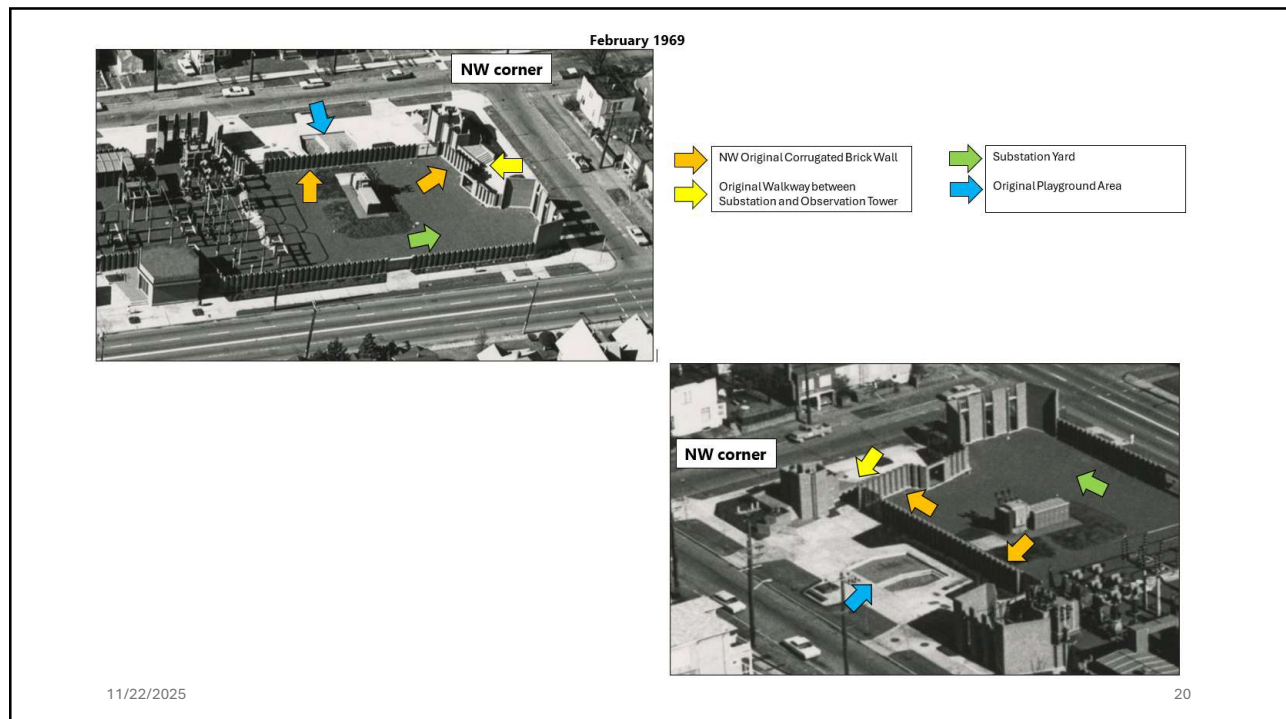 February 1969
NW corner
NW Original Corrugated Brick Wall
Original Walkway between
Substation and Observation Tower
Substation Yard
Original Playground Area
NW corner
11/22/2025
20